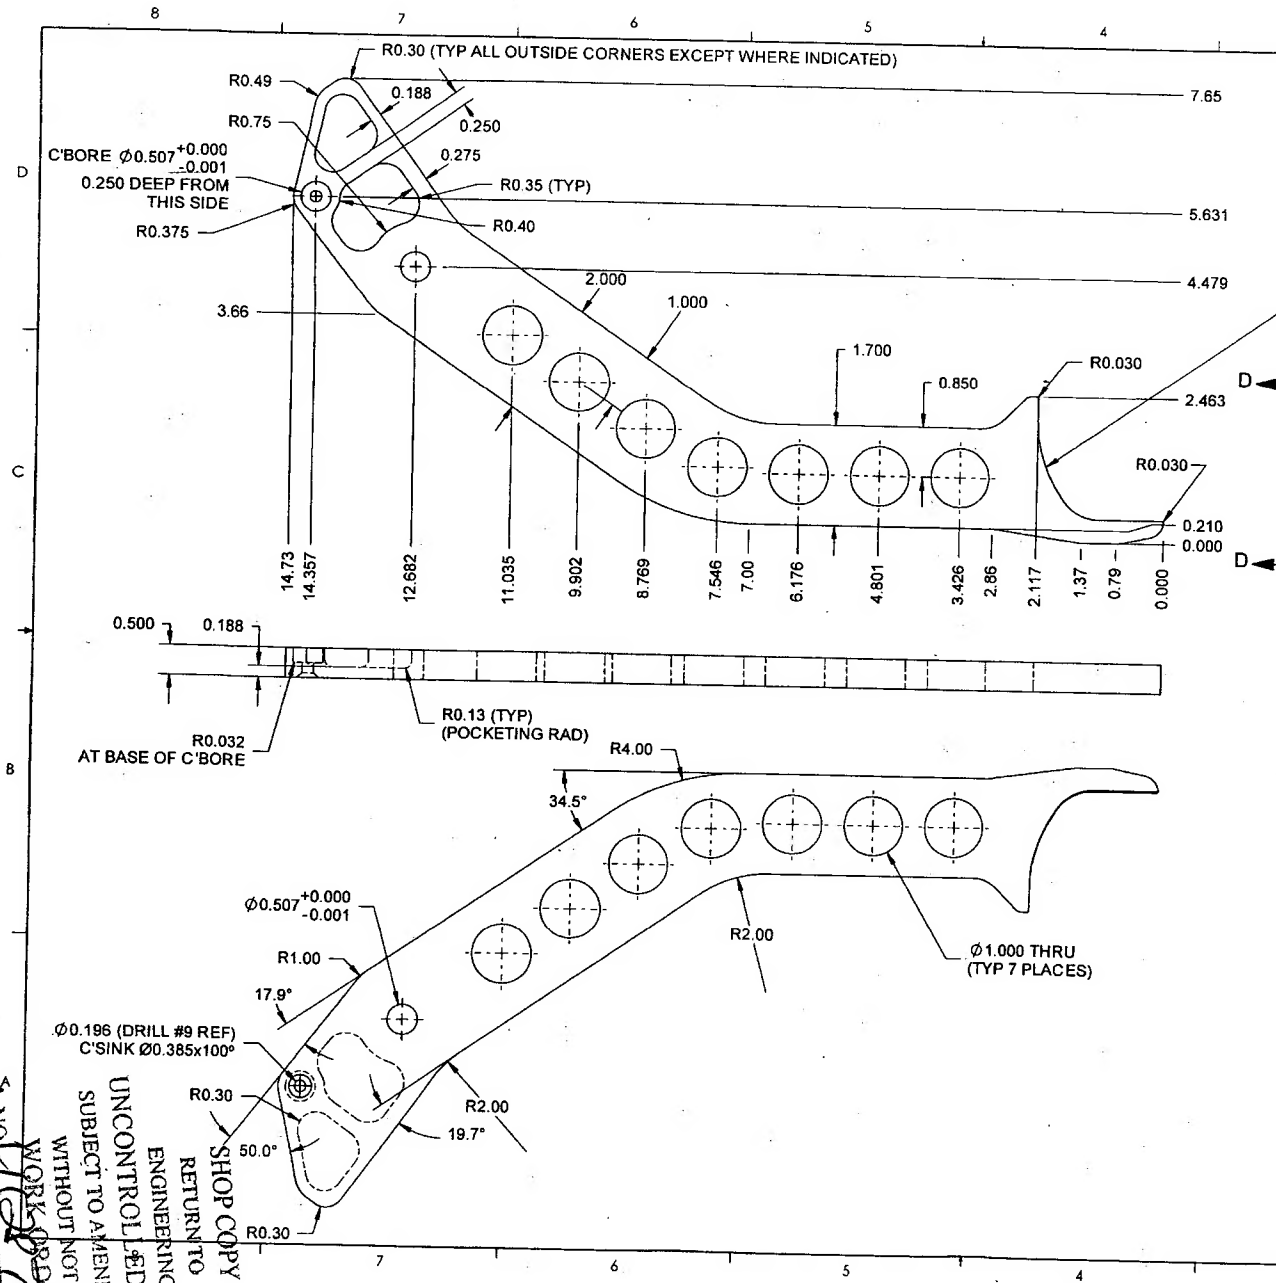 8 7 6 5 4
R0.30 (TYP ALL OUTSIDE CORNERS EXCEPT WHERE INDICATED)
R0.49
0.188
7.65
R0.75
0.250
C'BORE Ø0.507 +0.000
-0.001
0.250 DEEP FROM
THIS SIDE
0.275
D
R0.35 (TYP)
5.631
R0.375
R0.40
4.479
2.000
3.66
1.000
1.700
R0.030
0.850
D
2.463
C
R0.030
0.210
0.000
D
14.73
14.357
12.682
11.035
9.902
8.769
7.546
7.00
6.176
4.801
3.426
2.86
2.117
1.37
0.79
0.000
0.500
0.188
R0.13 (TYP)
(POCKETING RAD)
R0.032
AT BASE OF C'BORE
R4.00
B
34.5°
Ø0.507 +0.000
-0.001
R2.00
R1.00
Ø1.000 THRU
(TYP 7 PLACES)
17.9°
Ø0.196 (DRILL #9 REF)
C'SINK Ø0.385x100°
R0.30
R2.00
19.7°
50.0°
R0.30
A
SHOP COPY
RETURN TO
ENGINEERING
UNCONTROLLED
SUBJECT TO AMEN
WITHOUT NOT
WORK ORD
7 6 5 4